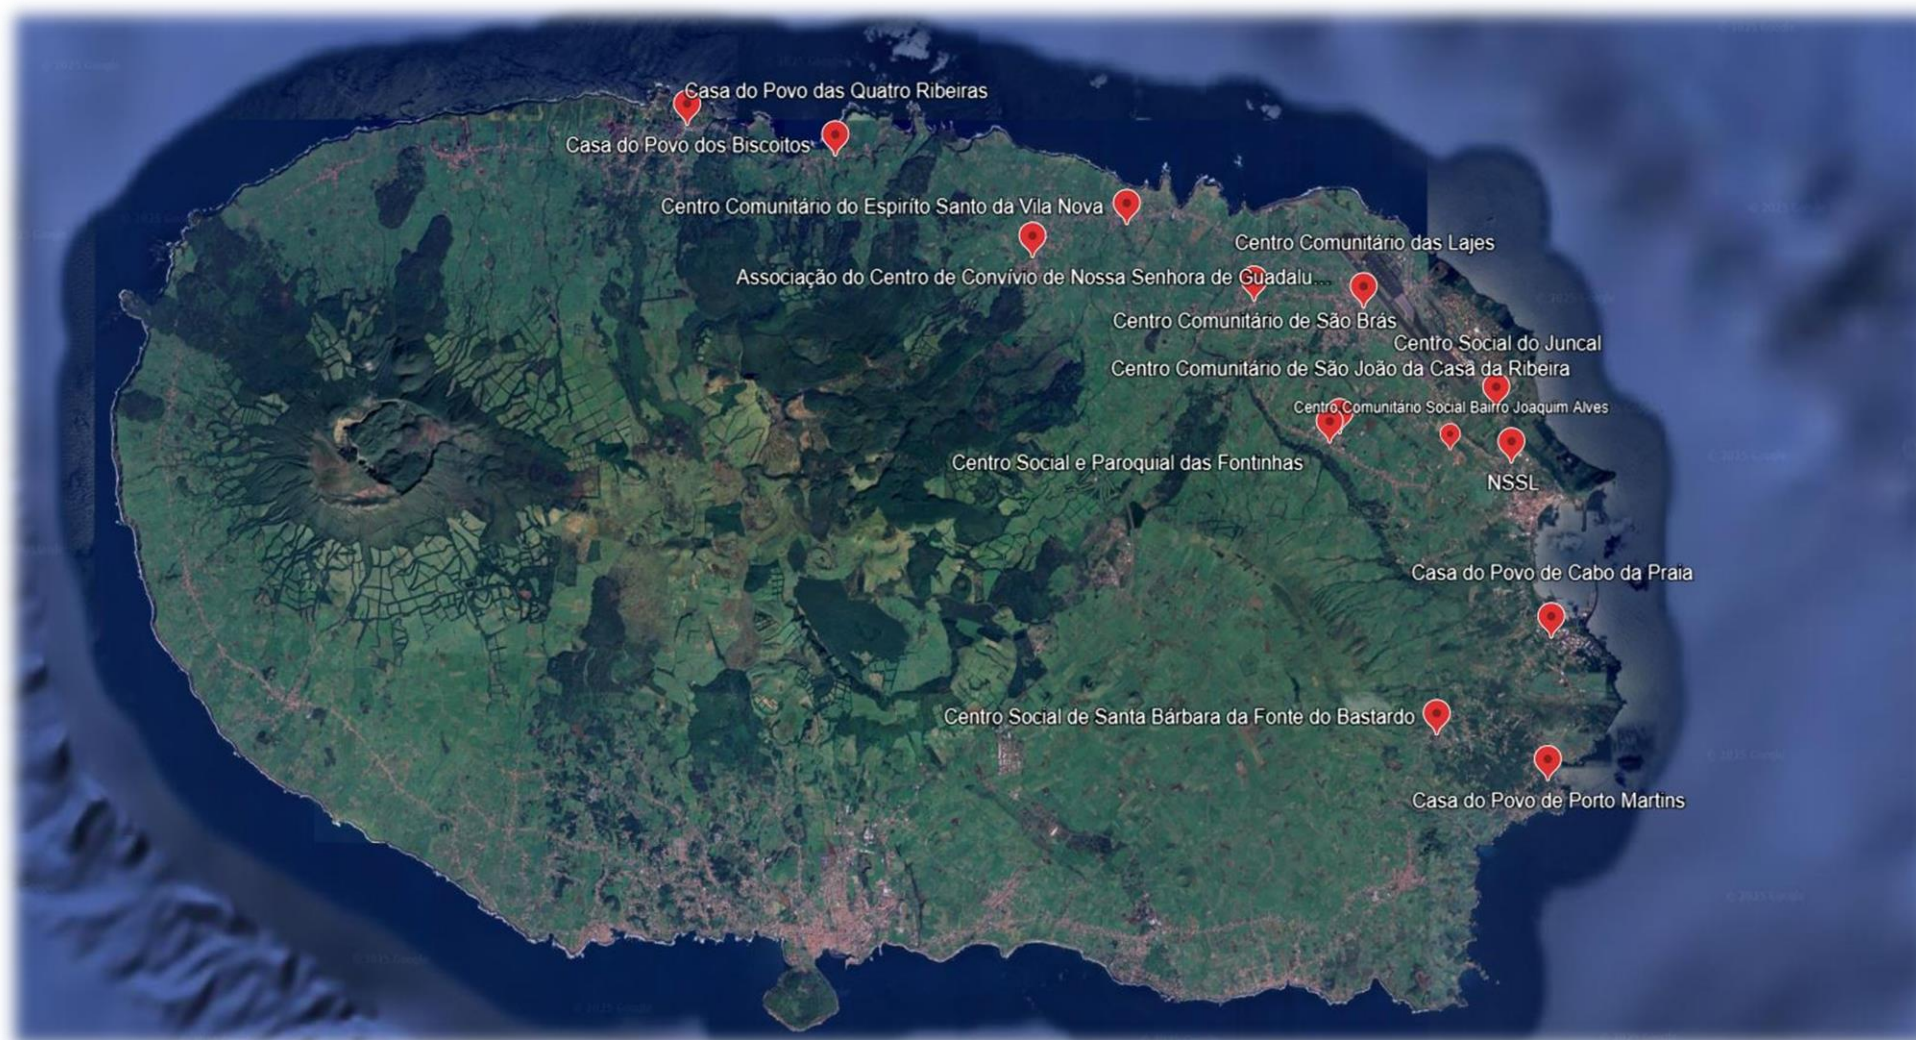 Casa do Povo das Quatro Ribeiras
Casa do Povo dos Biscoitos
Centro Comunitário do Espiríto Santo da Vila Nova
Centro Comunitário das Lajes
Associação do Centro de Convívio de Nossa Senhora de Guadalu...
Centro Comunitário de São Brás
Centro Social do Juncal
Centro Comunitário de São João da Casa da Ribeira
Centro Comunitário Social Bairro Joaquim Alves
Centro Social e Paroquial das Fontinhas
NSSL
Casa do Povo de Cabo da Praia
Centro Social de Santa Bárbara da Fonte do Bastardo
Casa do Povo de Porto Martins
© 2025 Google